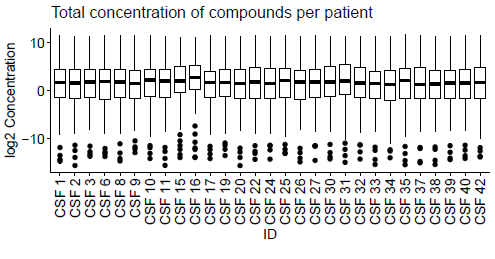 Total concentration of compounds per patient
log2 Concentration
10
0
−10
CSF 1
CSF 2
CSF 3
CSF 6
CSF 8
CSF 9
CSF 10
CSF 11
CSF 15
CSF 16
CSF 17
CSF 19
CSF 20
CSF 22
CSF 24
CSF 25
CSF 26
CSF 27
CSF 30
CSF 31
CSF 32
CSF 33
CSF 34
CSF 35
CSF 37
CSF 38
CSF 39
CSF 40
CSF 42
ID